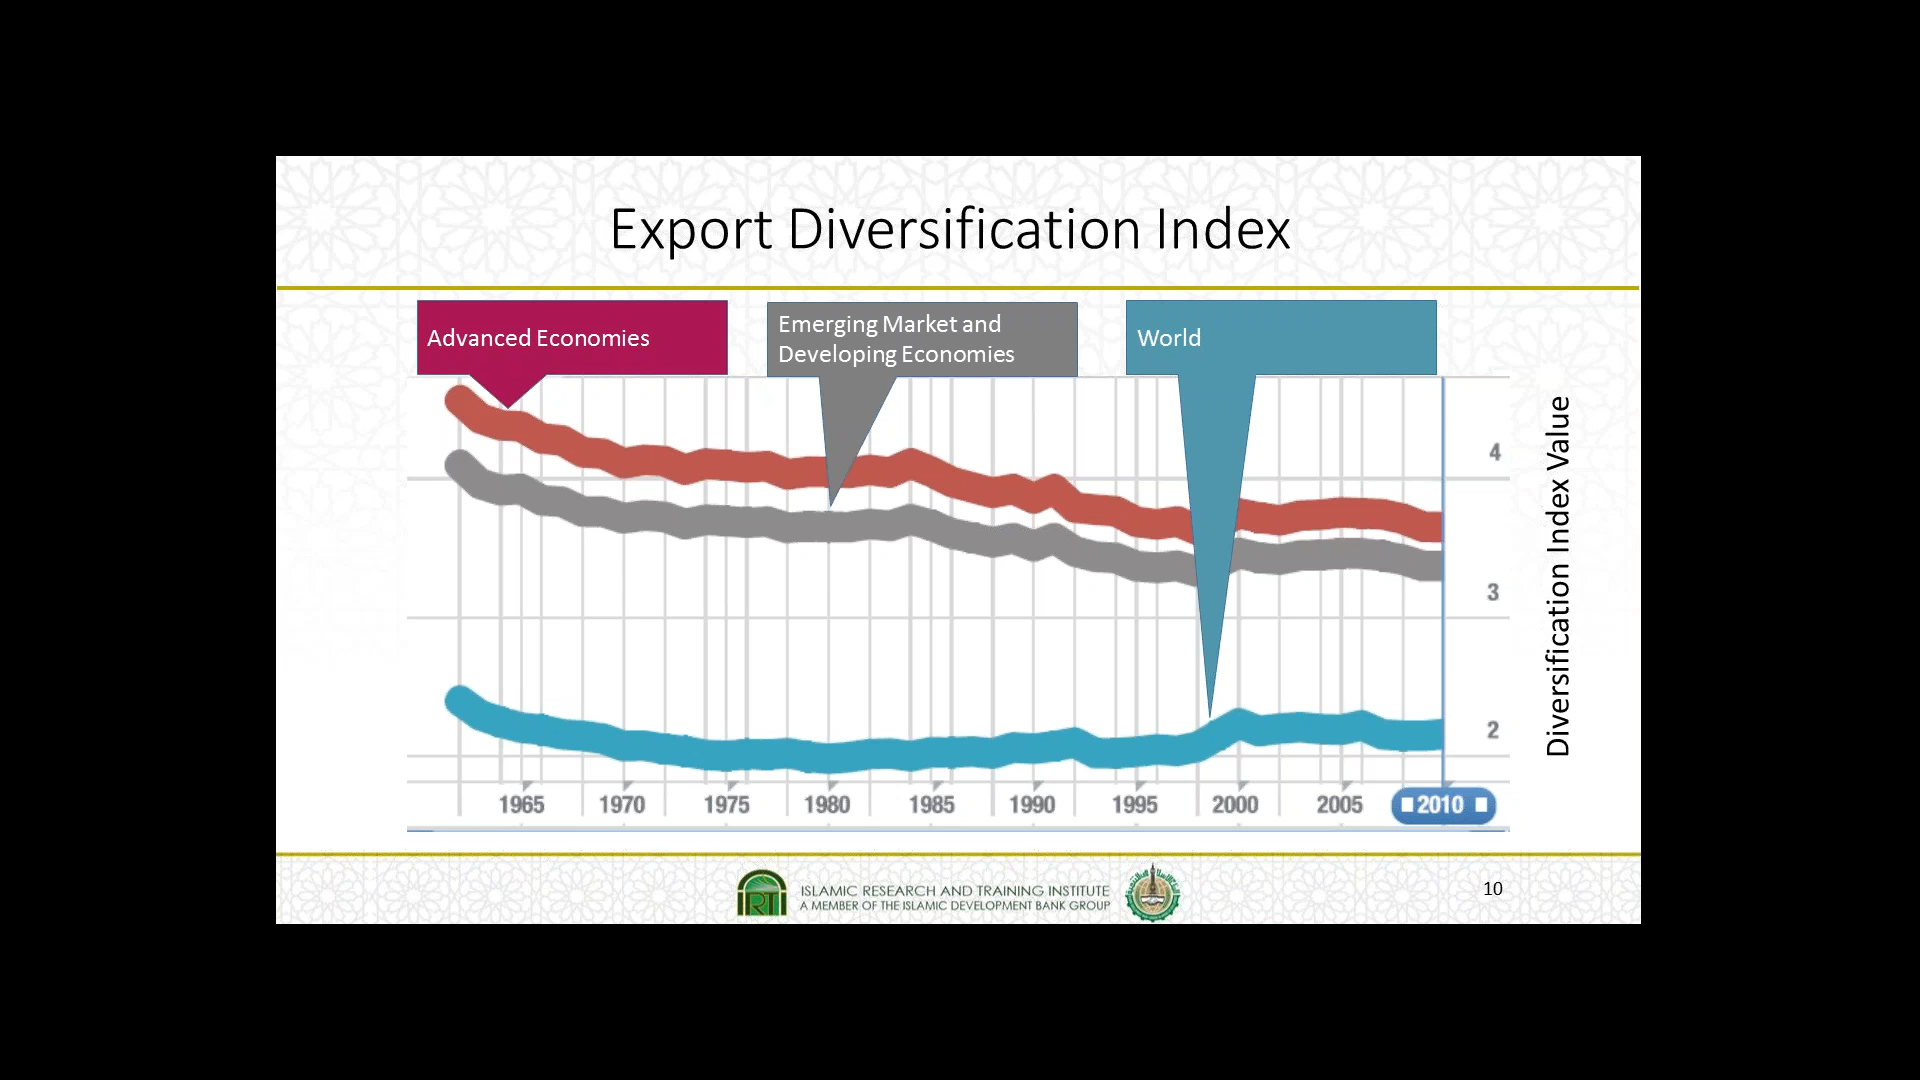 Export Diversification Index
Advanced Economies
Emerging Market and
Developing Economies
World
4
3
2
Diversification Index Value
1965 1970 1975 1980 1985 1990 1995 2000 2005 2010
IRTI
ISLAMIC RESEARCH AND TRAINING INSTITUTE
A MEMBER OF THE ISLAMIC DEVELOPMENT BANK GROUP
10